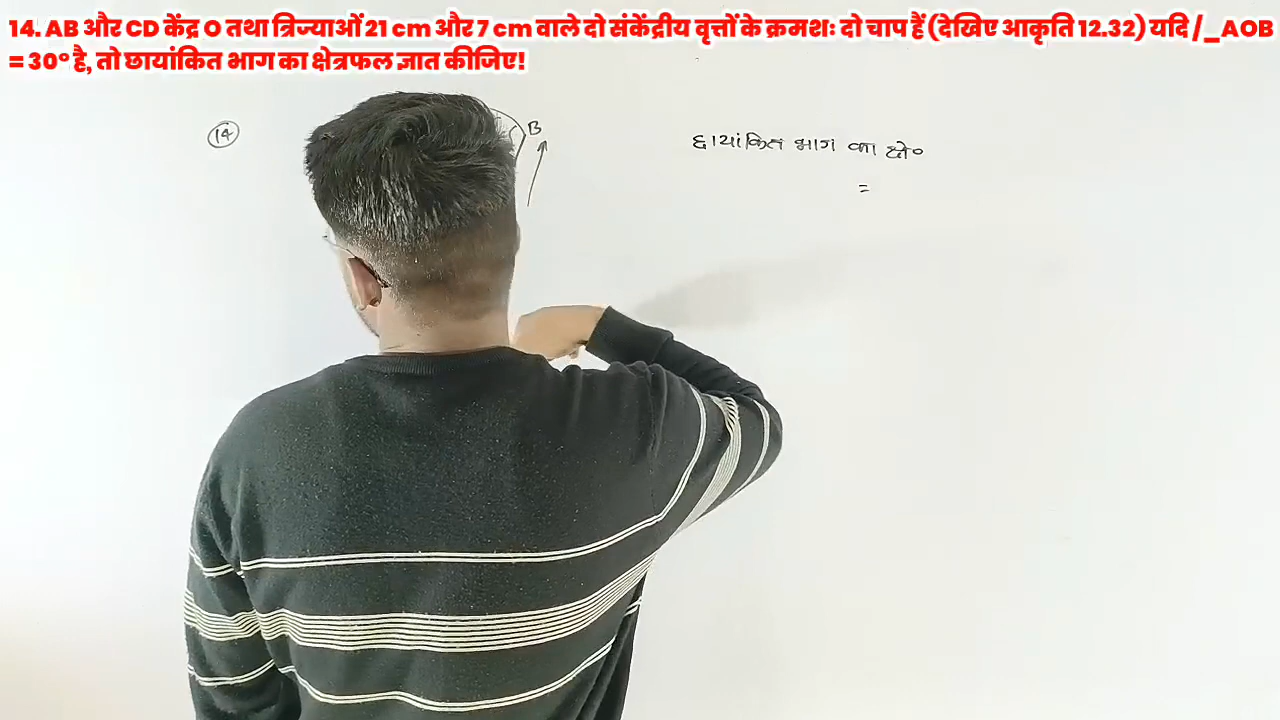 14. AB और CD केंद्र O तथा त्रिज्याओं 21 cm और 7 cm वाले दो संकेंद्रीय वृत्तों के क्रमशः दो चाप हैं (देखिए आकृति 12.32) यदि /_AOB
= 30° है, तो छायांकित भाग का क्षेत्रफल ज्ञात कीजिए!
14
B
छायांकित भाग का क्षे०
=